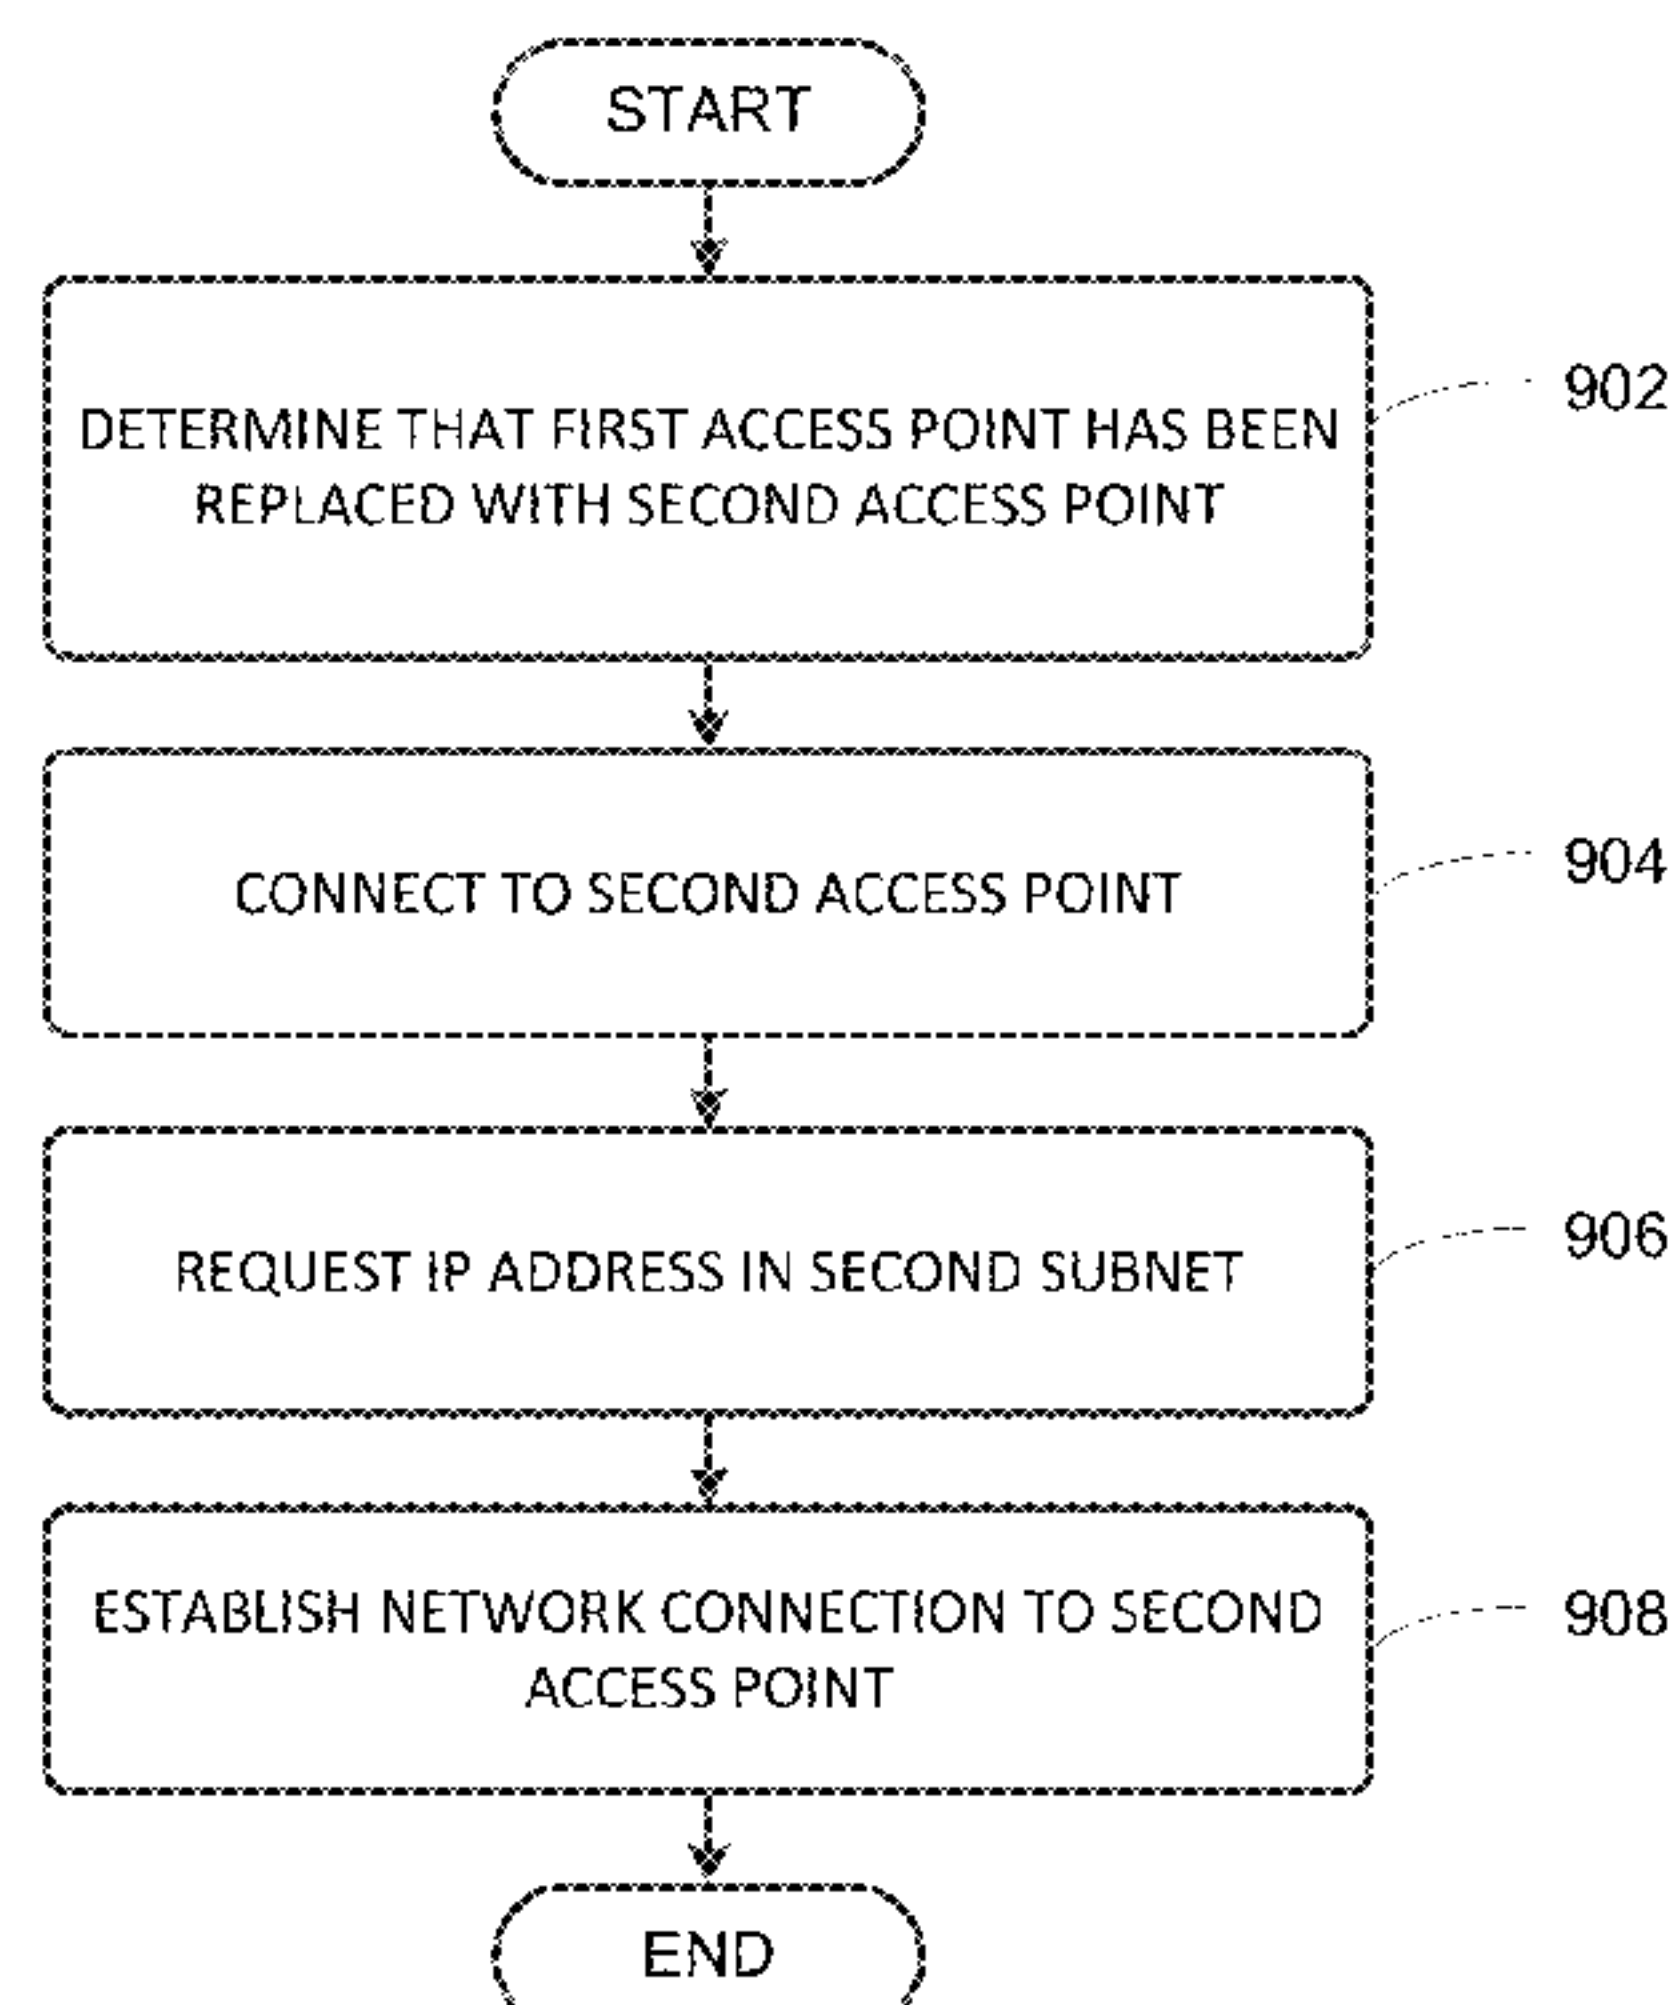 START
DETERMINE THAT FIRST ACCESS POINT HAS BEEN
REPLACED WITH SECOND ACCESS POINT
902
CONNECT TO SECOND ACCESS POINT
904
REQUEST IP ADDRESS IN SECOND SUBNET
906
ESTABLISH NETWORK CONNECTION TO SECOND
ACCESS POINT
908
END